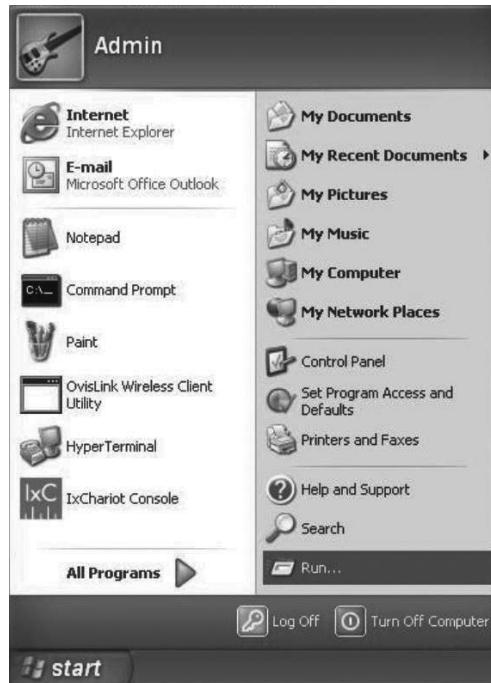 Admin
Internet
Internet Explorer
E-mail
Microsoft Office Outlook
Notepad
C:\_
Command Prompt
Paint
OvisLink Wireless Client
Utility
HyperTerminal
IxC
IxChariot Console
All Programs
My Documents
My Recent Documents
My Pictures
My Music
My Computer
My Network Places
Control Panel
Set Program Access and
Defaults
Printers and Faxes
Help and Support
Search
Run...
Log Off
Turn Off Computer
start